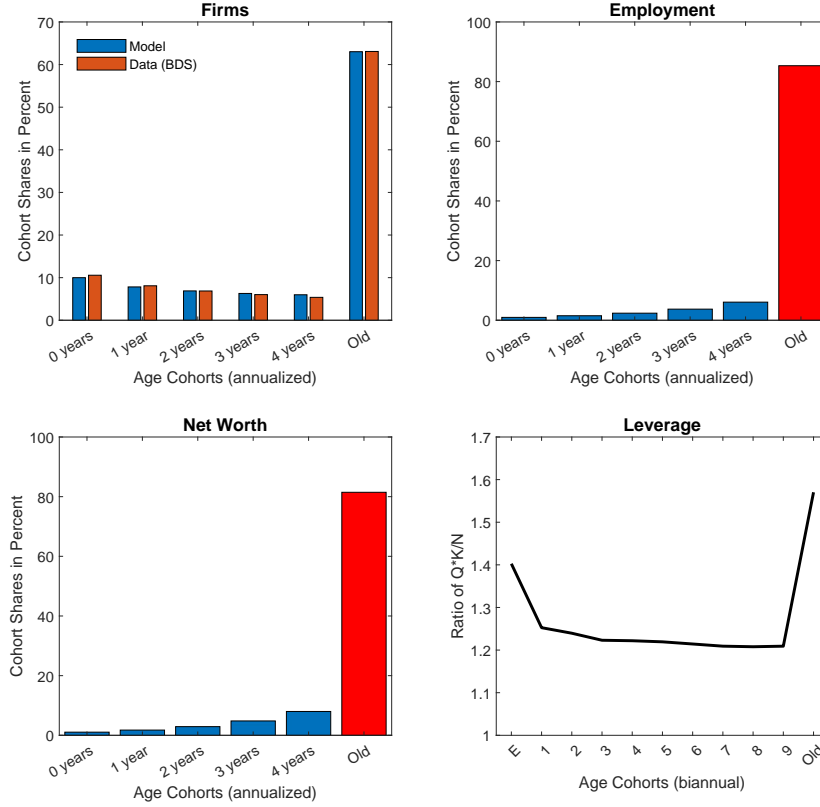 Firms
Cohort Shares in Percent
70
60
50
40
30
20
10
0
Model
Data (BDS)
0 years
1 year
2 years
3 years
4 years
Old
Age Cohorts (annualized)
Employment
Cohort Shares in Percent
100
80
60
40
20
0
0 years
1 year
2 years
3 years
4 years
Old
Age Cohorts (annualized)
Net Worth
Cohort Shares in Percent
100
80
60
40
20
0
0 years
1 year
2 years
3 years
4 years
Old
Age Cohorts (annualized)
Leverage
Ratio of Q*K/N
1.7
1.6
1.5
1.4
1.3
1.2
1.1
1
E
1
2
3
4
5
6
7
8
9
Old
Age Cohorts (biannual)